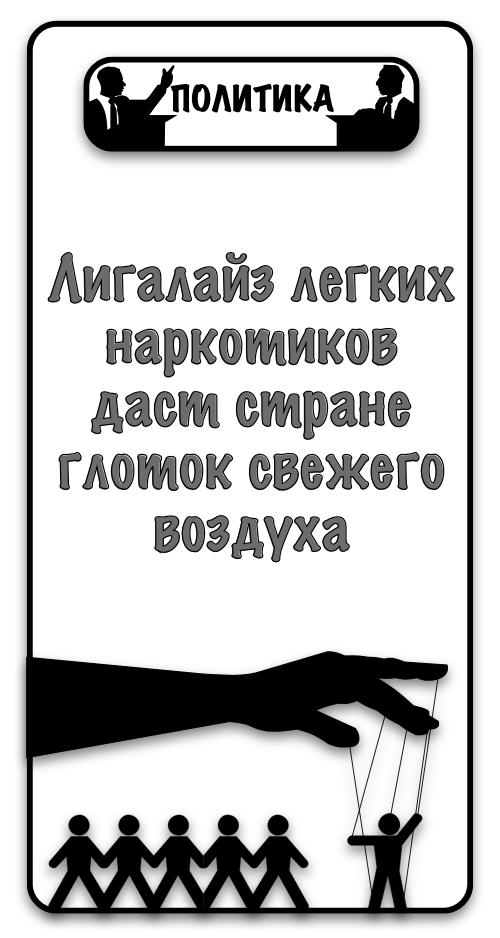 ПОЛИТИКА
Лигалайз легких
наркотиков
даст стране
глоток свежего
воздуха